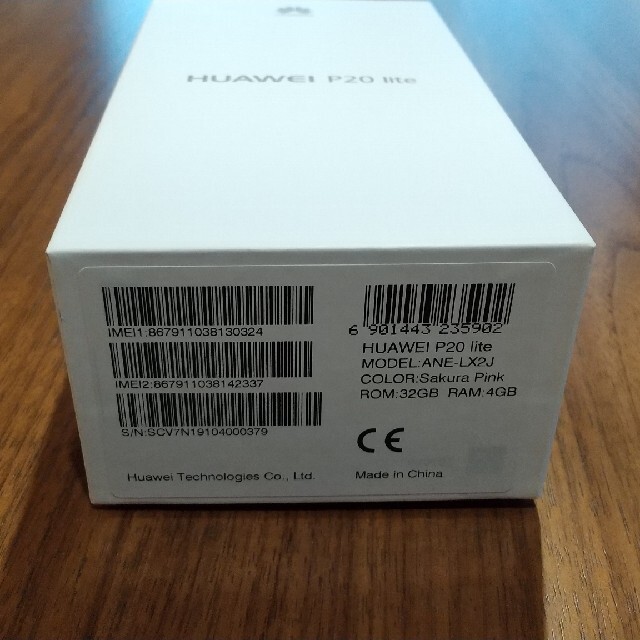 HUAWEI P20 lite
IMEI1:867911038130324
IMEI2:867911038142337
S/N:SCV7N19104000379
Huawei Technologies Co., Ltd.
6 901443 235902
HUAWEI P20 lite
MODEL:ANE-LX2J
COLOR:Sakura Pink
ROM:32GB RAM:4GB
CE
Made in China